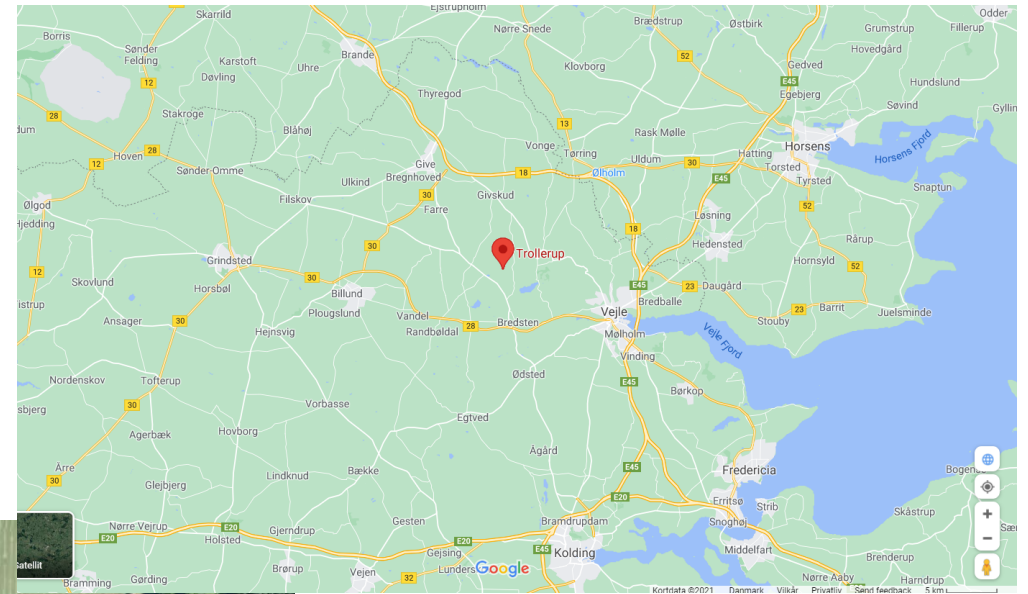 Borris
Skarrild
Ejstrupholm
Brædstrup
Østbirk
Odder
Nørre Snede
Grumstrup
Fillerup
Hovedgård
Sønder
Felding
Karstoft
Brande
Uhre
Klovborg
52
Gedved
E45
Egebjerg
Hundslund
12
Døvling
Thyregod
Søvind
Gyllin
28
Stakroge
Blåhøj
13
Rask Mølle
Horsens
dum
Vonge
Tørring
Uldum
30
Hatting
Horsens Fjord
28
Hoven
12
Sønder Omme
Give
Bregnhoved
18
Ølholm
E45
Torsted
Tyrsted
Snaptun
Ulkind
30
Givskud
Filskov
Farre
52
Ølgod
Hjedding
18
Løsning
Hedensted
Rårup
30
Trollerup
Grindsted
Hornsyld
52
12
Skovlund
30
Horsbøl
Billund
E45
23
Daugård
Bredballe
istrup
Ansager
30
Plougslund
Vandel
Randbøldal
28
Bredsten
Vejle
Mølholm
23
Barrit
Stouby
Juelsminde
Hejnsvig
Vejle Fjord
Vinding
Ødsted
Nordenskov
Tofterup
E45
Børkop
30
Vorbasse
Egtved
sbjerg
Agerbæk
Hovborg
Ågård
Årre
30
Glejbjerg
Lindknud
Bække
E45
Fredericia
Bogense
E20
Erritsø
Strib
Snoghøj
Skåstrup
Nørre Vejrup
E20
E20
Holsted
Gjerndrup
Gesten
Bramdrupdam
E20
E45
Kolding
Middelfart
Gejsing
Lunders
Google
Brenderup
Satellit
Bramming
Gørding
Brørup
Vejen
32
Nørre Aaby
Harndrup
Kortdata ©2021 Danmark Vilkår Privatliv Send feedback 5 km